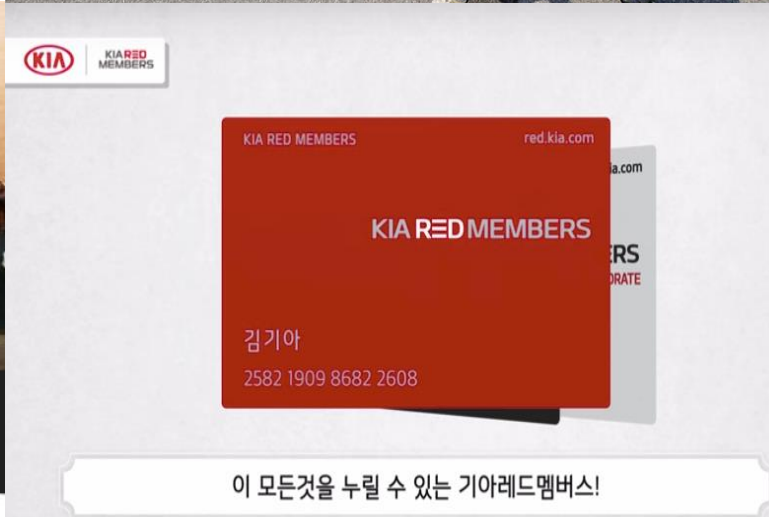 KIA
KIA RED
MEMBERS
KIA RED MEMBERS
red.kia.com
ia.com
KIA RED MEMBERS
ERS
ORATE
김기아
2582 1909 8682 2608
이 모든것을 누릴 수 있는 기아레드멤버스!